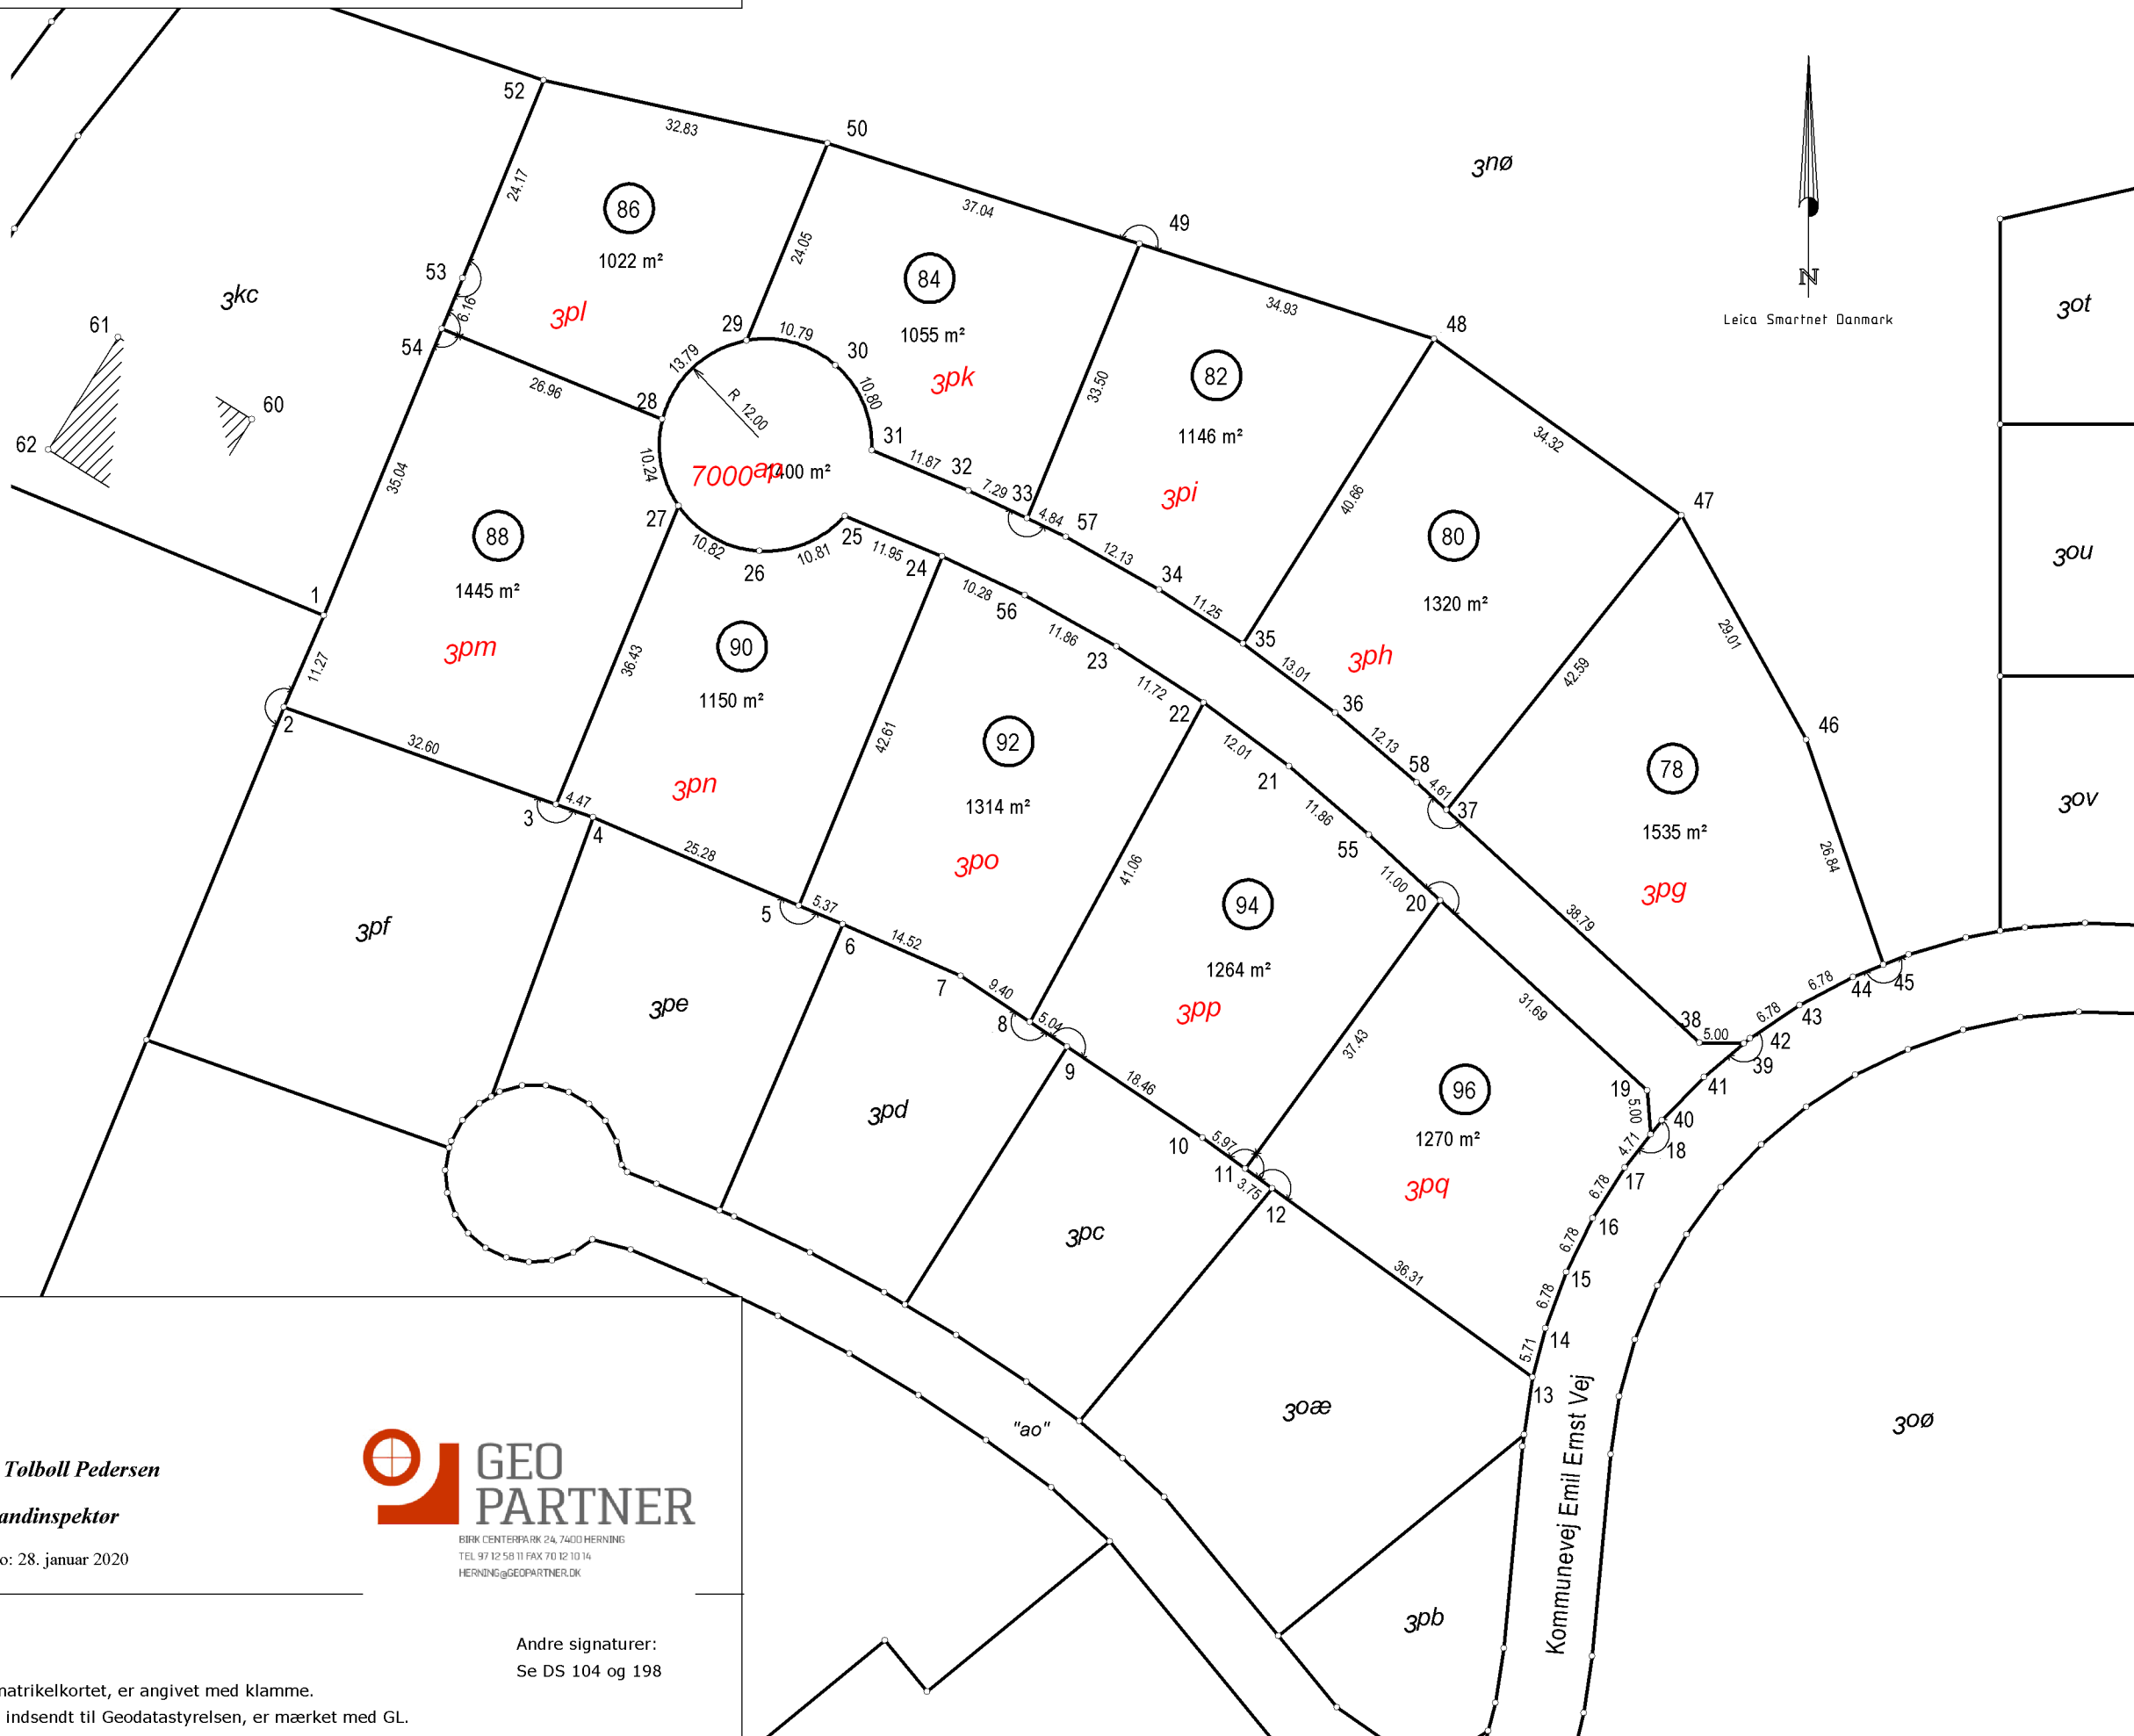 52
32.83
50
24.17
86
1022 m²
3pl
24.05
37.04
49
84
1055 m²
3pk
3nø
Leica Smartnet Danmark
N
3ot
53
6.16
54
3kc
61
60
62
29
10.79
30
10.80
13.79
R 12.00
28
26.96
10.24
31
11.87
32
7.29
33
4.84
57
33.50
82
1146 m²
3pi
34.93
48
34.32
47
7000ap
1400 m²
27
10.82
26
10.81
25
11.95
24
35.04
88
1445 m²
3pm
1
11.27
2
36.43
90
1150 m²
3pn
12.13
34
11.25
35
40.66
80
1320 m²
3ph
3ou
10.28
56
11.86
23
11.72
22
13.01
36
12.13
58
4.61
37
42.59
29.01
46
78
1535 m²
3pg
26.84
3ov
32.60
3
4.47
4
25.28
42.61
92
1314 m²
3po
12.01
21
11.86
55
11.00
20
5
5.37
6
14.52
7
9.40
8
5.04
9
41.06
94
1264 m²
3pp
38.79
38
5.00
39
42
6.78
43
6.78
44
45
41
40
3pf
3pe
3pd
18.46
10
5.97
11
3.75
12
37.43
96
1270 m²
3pq
31.69
19
5.00
18
4.71
17
6.78
16
6.78
15
6.78
14
5.71
13
36.31
3pc
3oæ
"ao"
3oø
3pb
Kommunevej Emil Ernst Vej
Tølbøll Pedersen
andinspektør
o: 28. januar 2020
GEO
PARTNER
BIRK CENTERPARK 24, 7400 HERNING
TEL 97 12 58 11 FAX 70 12 10 14
HERNING@GEOPARTNER.DK
Andre signaturer:
Se DS 104 og 198
natrikelkortet, er angivet med klamme.
indsendt til Geodatastyrelsen, er mærket med GL.